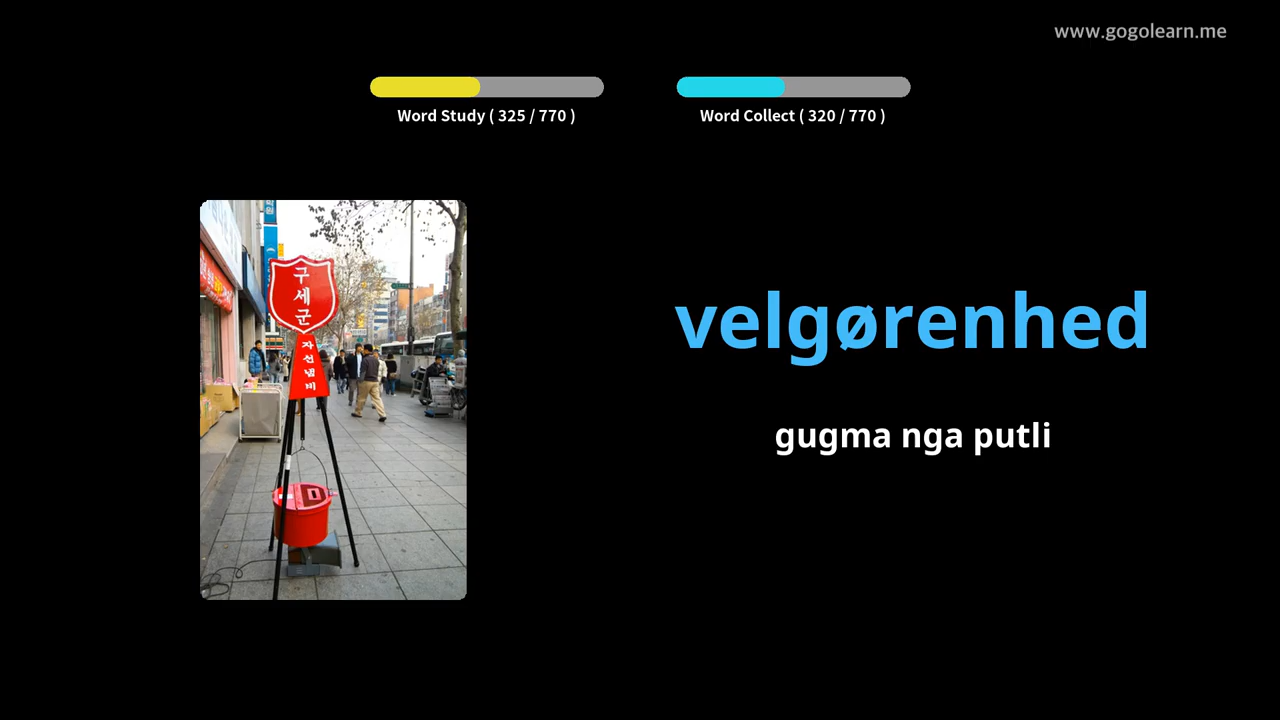 www.gogolearn.me
Word Study ( 325 / 770 )
Word Collect ( 320 / 770 )
구
세
군
자
선
냄
비
velgørenhed
gugma nga putli